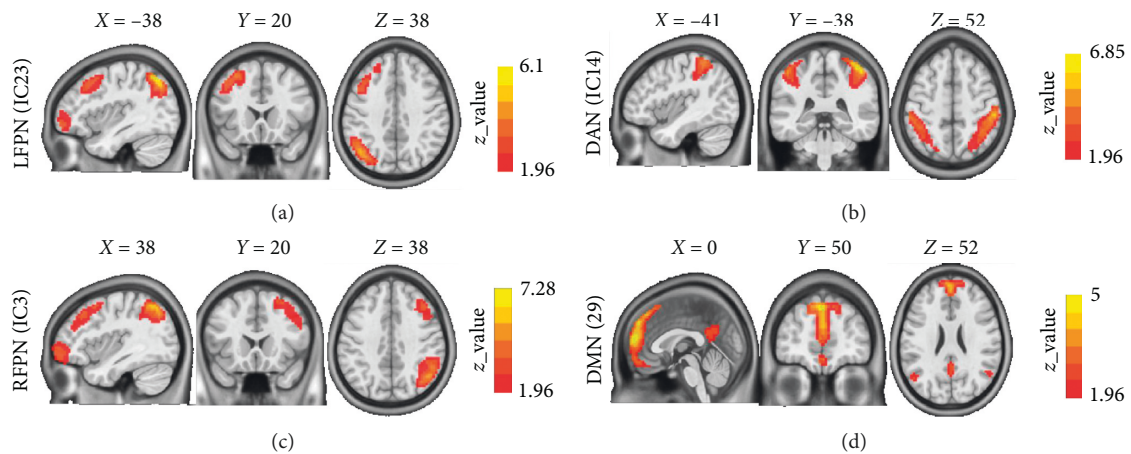 X = –38 Y = 20 Z = 38
LFPN (IC23)
6.1
z_value
1.96
(a)
X = –41 Y = –38 Z = 52
DAN (IC14)
6.85
z_value
1.96
(b)
X = 38 Y = 20 Z = 38
RFPN (IC3)
7.28
z_value
1.96
(c)
X = 0 Y = 50 Z = 52
DMN (29)
5
z_value
1.96
(d)